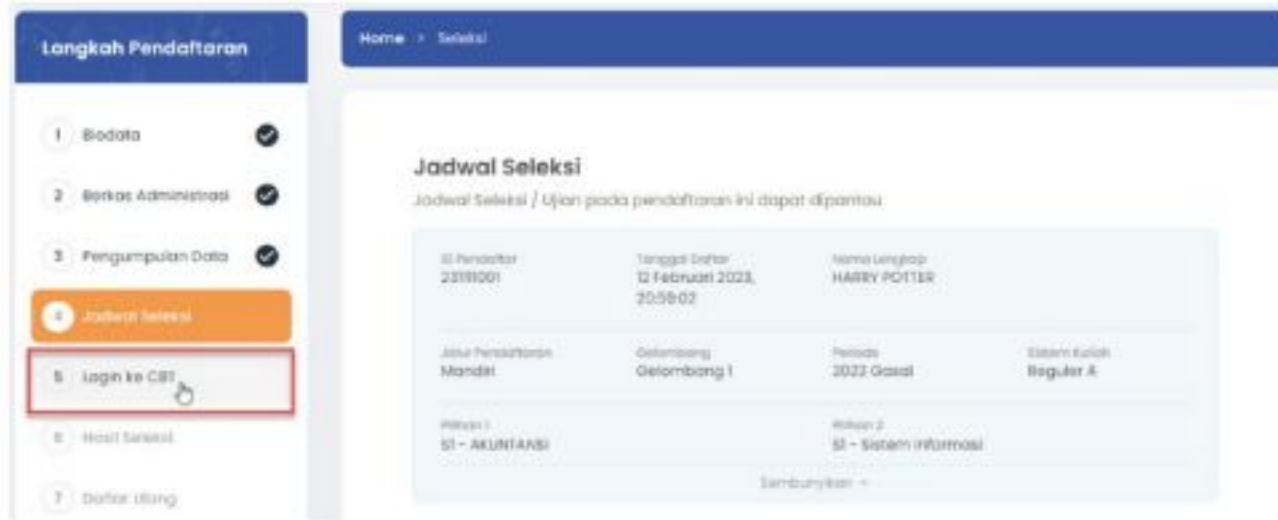 Langkah Pendaftaran
Home > Seleksi
1 Biodata
2 Berkas Administrasi
3 Pengumpulan Data
4 Jadwal Seleksi
5 Login ke CBT
6 Hasil Seleksi
7 Daftar Ulang
Jadwal Seleksi
Jadwal Seleksi / Ujian pada pendaftaran ini dapat dipantau
ID Pendaftar
23111001
Tanggal Daftar
12 Februari 2023,
20:59:02
Nama Lengkap
HARRY POTTER
Jalur Pendaftaran
Mandiri
Gelombang
Gelombang 1
Periode
2022 Gasal
Sistem Kuliah
Reguler A
Pilihan 1
S1 - AKUNTANSI
Pilihan 2
S1 - Sistem Informasi
Sembunyikan